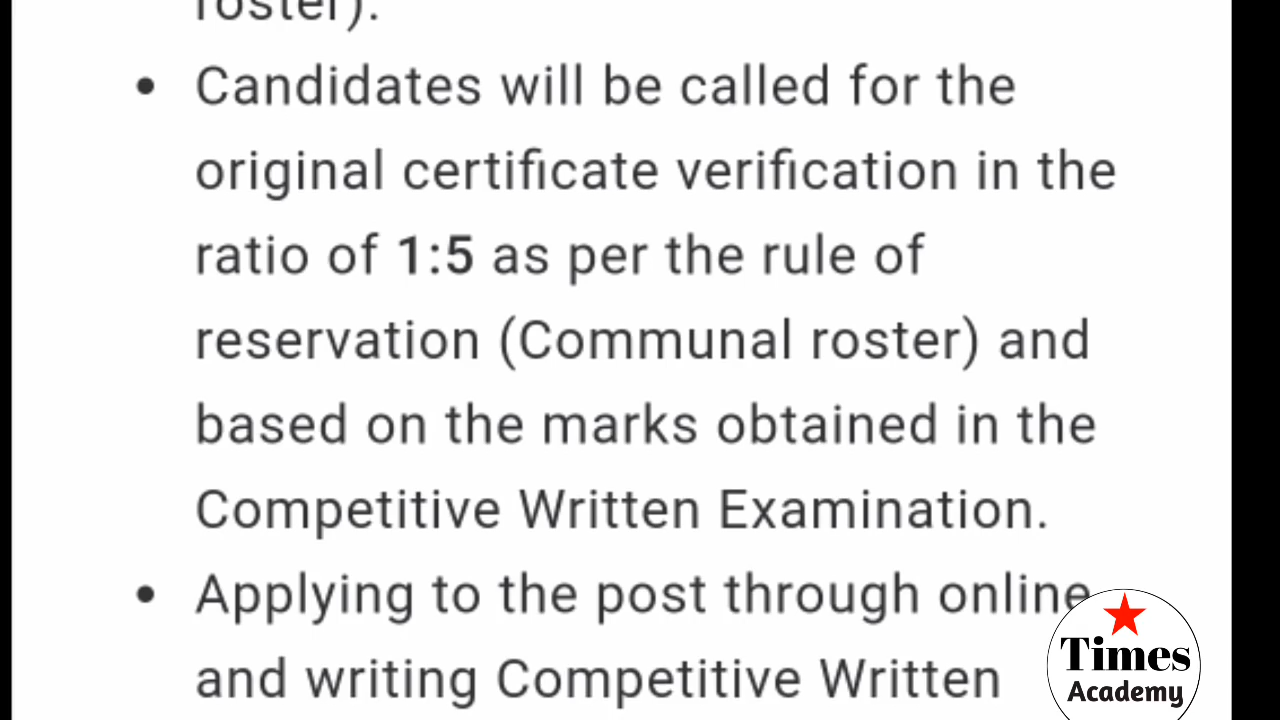 roster).
• Candidates will be called for the
original certificate verification in the
ratio of 1:5 as per the rule of
reservation (Communal roster) and
based on the marks obtained in the
Competitive Written Examination.
• Applying to the post through online
and writing Competitive Written
Times
Academy